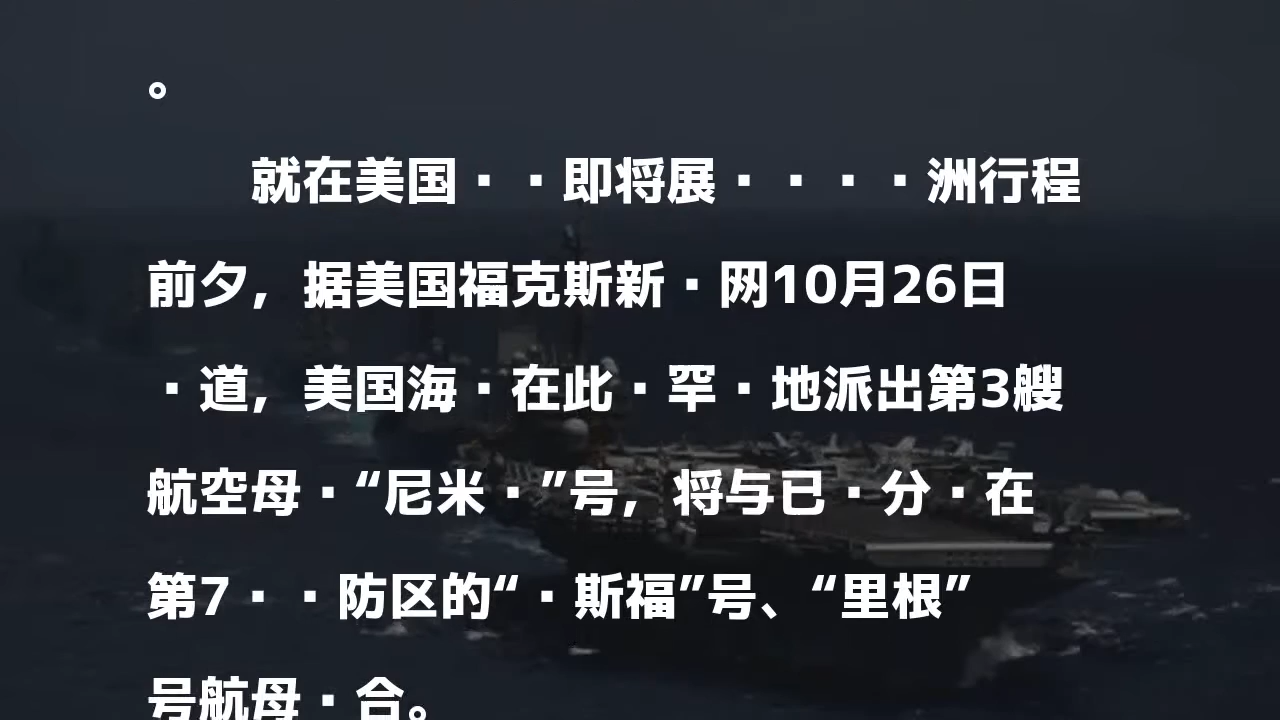 。
就在美国··即将展····洲行程
前夕，据美国福克斯新·网10月26日
·道，美国海·在此·罕·地派出第3艘
航空母·“尼米·”号，将与已·分·在
第7··防区的“·斯福”号、“里根”
号航母·合。